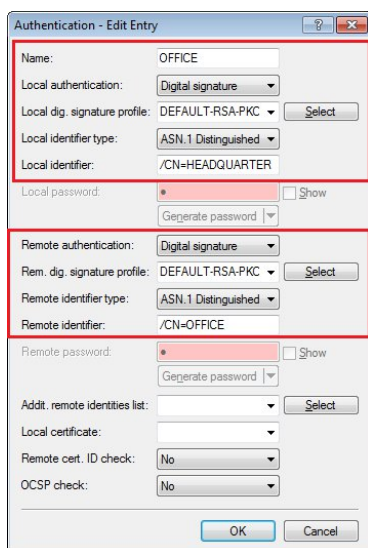 Authentication - Edit Entry
Name: OFFICE
Local authentication: Digital signature
Local dig. signature profile: DEFAULT-RSA-PKC Select
Local identifier type: ASN.1 Distinguished
Local identifier: /CN=HEADQUARTER
Local password: Show
Generate password
Remote authentication: Digital signature
Rem. dig. signature profile: DEFAULT-RSA-PKC Select
Remote identifier type: ASN.1 Distinguished
Remote identifier: /CN=OFFICE
Remote password: Show
Generate password
Addit. remote identities list: Select
Local certificate:
Remote cert. ID check: No
OCSP check: No
OK Cancel